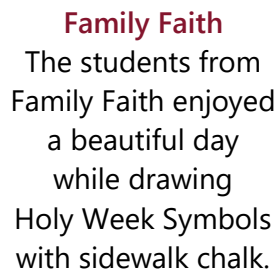 Family Faith
The students from
Family Faith enjoyed
a beautiful day
while drawing
Holy Week Symbols
with sidewalk chalk.